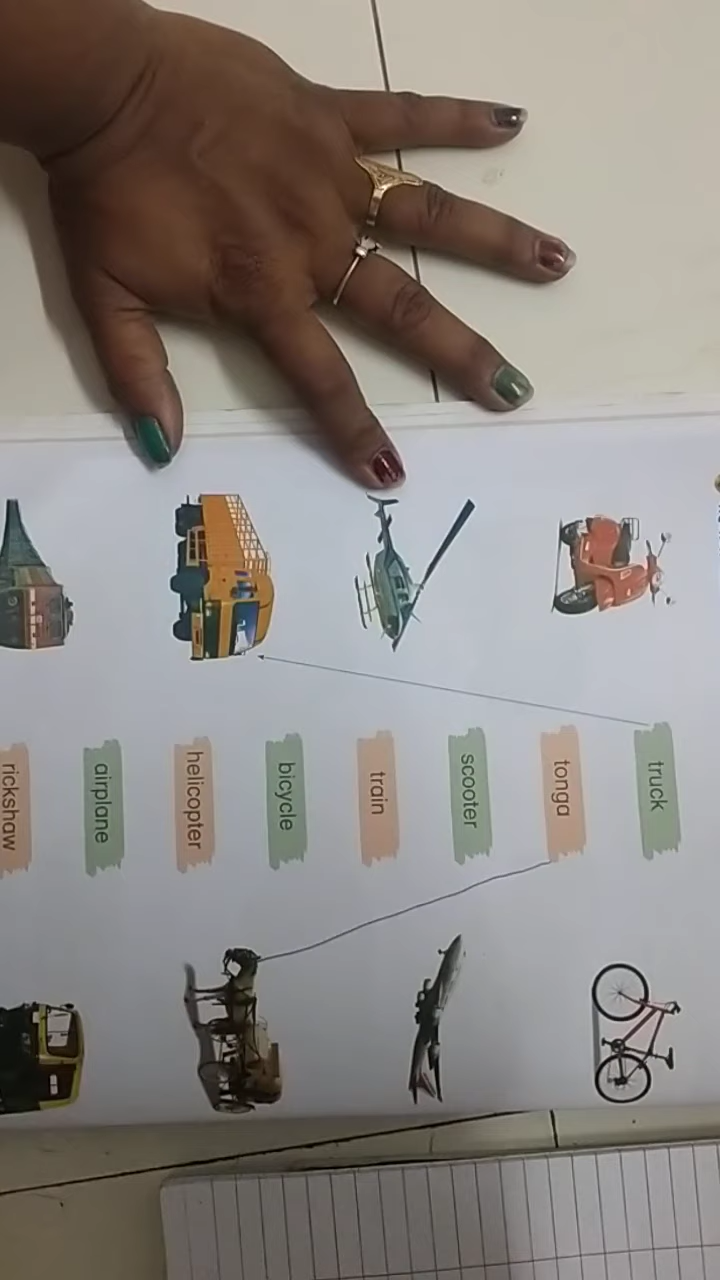 truck
tonga
scooter
train
bicycle
helicopter
airplane
rickshaw